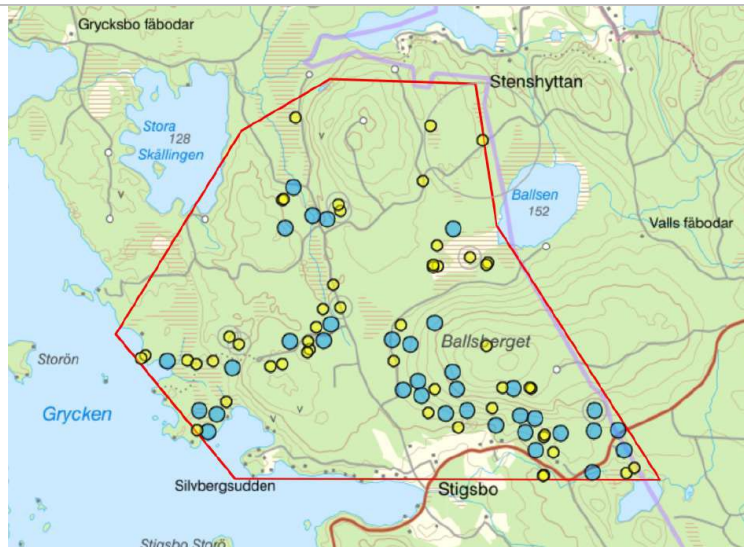 Grycksbo fäbodar
Stenshyttan
Stora
128
Skällingen
Ballsen
152
Valls fäbodar
Storön
Ballsberget
Grycken
Silvbergsudden
Stigsbo
Stigsbo Storö